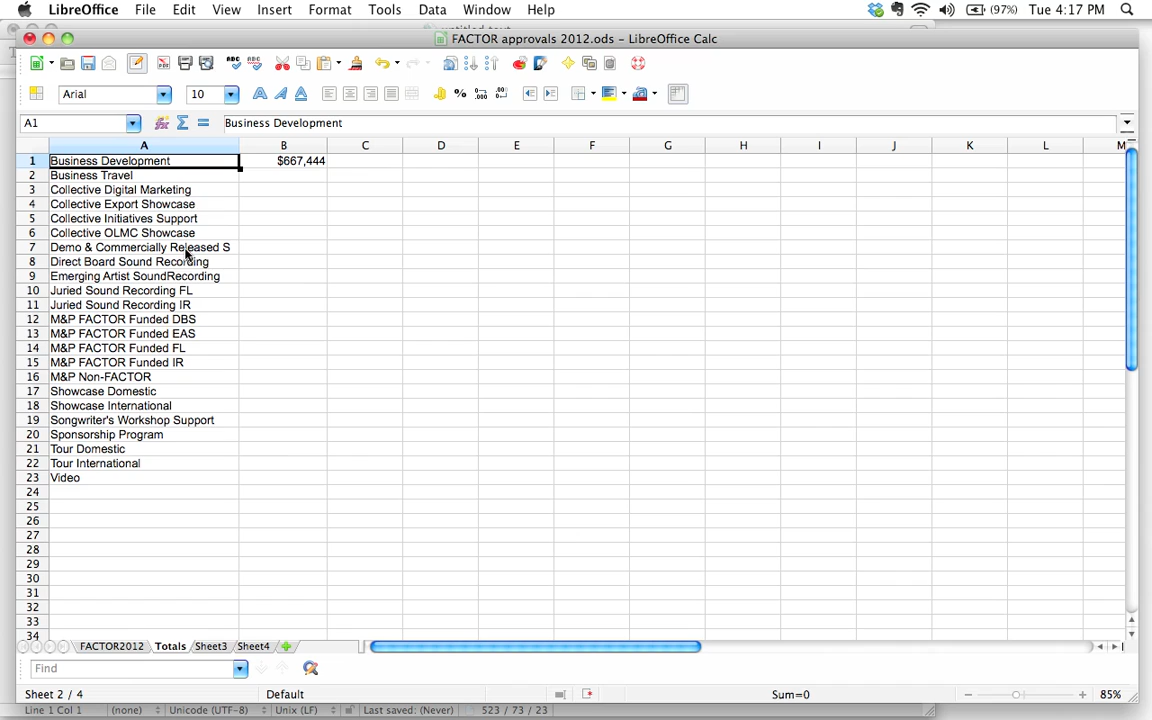 LibreOffice File Edit View Insert Format Tools Data Window Help (97%) Tue 4:17 PM
FACTOR approvals 2012.ods – LibreOffice Calc
Arial 10
A1 Business Development
A B C D E F G H I J K L M
1 Business Development $667,444
2 Business Travel
3 Collective Digital Marketing
4 Collective Export Showcase
5 Collective Initiatives Support
6 Collective OLMC Showcase
7 Demo & Commercially Released S
8 Direct Board Sound Recording
9 Emerging Artist SoundRecording
10 Juried Sound Recording FL
11 Juried Sound Recording IR
12 M&P FACTOR Funded DBS
13 M&P FACTOR Funded EAS
14 M&P FACTOR Funded FL
15 M&P FACTOR Funded IR
16 M&P Non-FACTOR
17 Showcase Domestic
18 Showcase International
19 Songwriter's Workshop Support
20 Sponsorship Program
21 Tour Domestic
22 Tour International
23 Video
24
25
26
27
28
29
30
31
32
33
34
FACTOR2012 Totals Sheet3 Sheet4
Find
Sheet 2 / 4 Default Sum=0 85%
Line 1 Col 1 (none) Unicode (UTF-8) Unix (LF) Last saved: (Never) 523 / 73 / 23